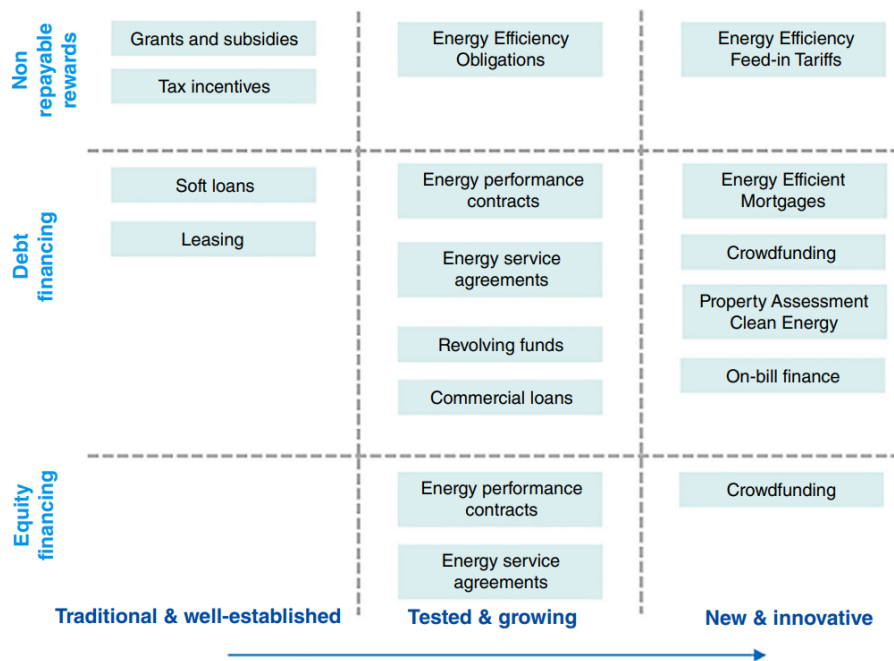 Non
repayable
rewards
Grants and subsidies
Tax incentives
Energy Efficiency
Obligations
Energy Efficiency
Feed-in Tariffs
Debt
financing
Soft loans
Leasing
Energy performance
contracts
Energy service
agreements
Revolving funds
Commercial loans
Energy Efficient
Mortgages
Crowdfunding
Property Assessment
Clean Energy
On-bill finance
Equity
financing
Energy performance
contracts
Energy service
agreements
Crowdfunding
Traditional & well-established
Tested & growing
New & innovative